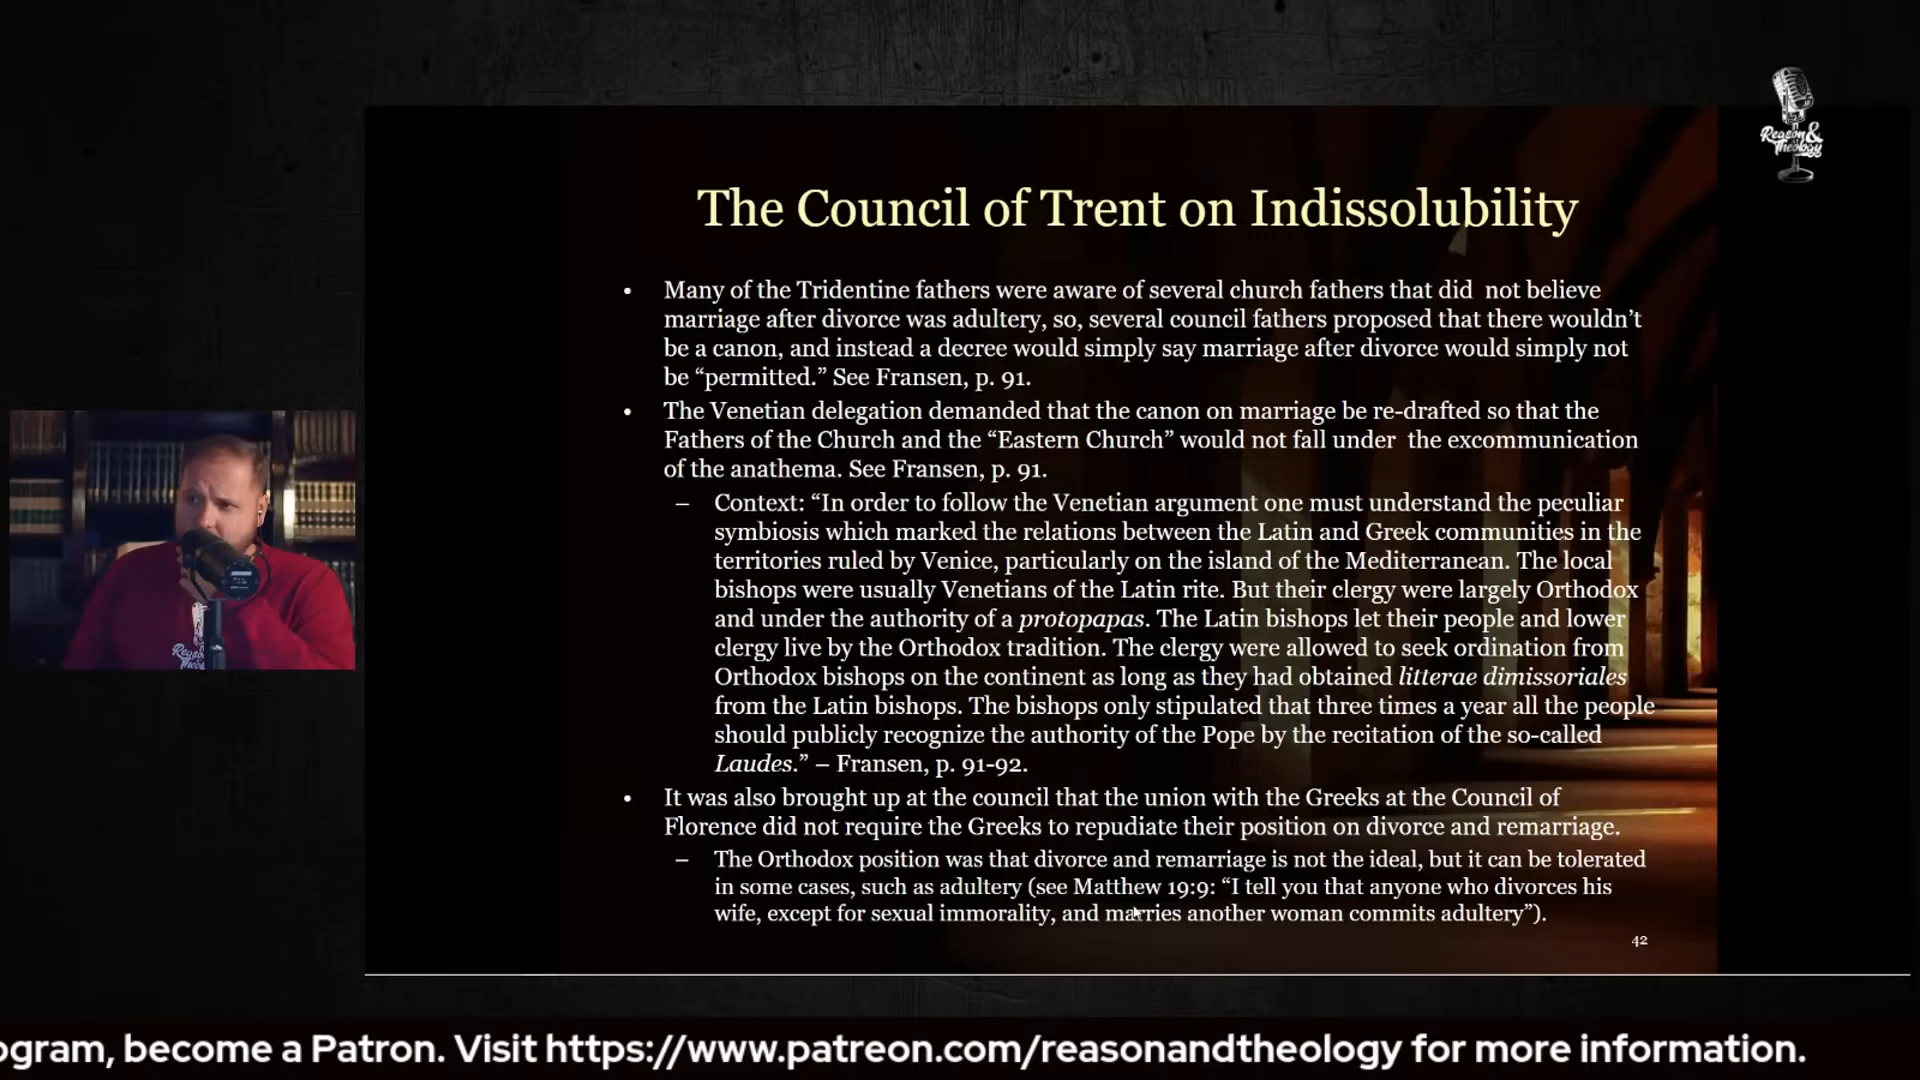 Reason &
Theology
The Council of Trent on Indissolubility
• Many of the Tridentine fathers were aware of several church fathers that did not believe
marriage after divorce was adultery, so, several council fathers proposed that there wouldn’t
be a canon, and instead a decree would simply say marriage after divorce would simply not
be “permitted.” See Fransen, p. 91.
• The Venetian delegation demanded that the canon on marriage be re-drafted so that the
Fathers of the Church and the “Eastern Church” would not fall under the excommunication
of the anathema. See Fransen, p. 91.
– Context: “In order to follow the Venetian argument one must understand the peculiar
symbiosis which marked the relations between the Latin and Greek communities in the
territories ruled by Venice, particularly on the island of the Mediterranean. The local
bishops were usually Venetians of the Latin rite. But their clergy were largely Orthodox
and under the authority of a protopapas. The Latin bishops let their people and lower
clergy live by the Orthodox tradition. The clergy were allowed to seek ordination from
Orthodox bishops on the continent as long as they had obtained litterae dimissoriales
from the Latin bishops. The bishops only stipulated that three times a year all the people
should publicly recognize the authority of the Pope by the recitation of the so-called
Laudes.” – Fransen, p. 91-92.
• It was also brought up at the council that the union with the Greeks at the Council of
Florence did not require the Greeks to repudiate their position on divorce and remarriage.
– The Orthodox position was that divorce and remarriage is not the ideal, but it can be tolerated
in some cases, such as adultery (see Matthew 19:9: “I tell you that anyone who divorces his
wife, except for sexual immorality, and marries another woman commits adultery”).
42
ogram, become a Patron. Visit https://www.patreon.com/reasonandtheology for more information.